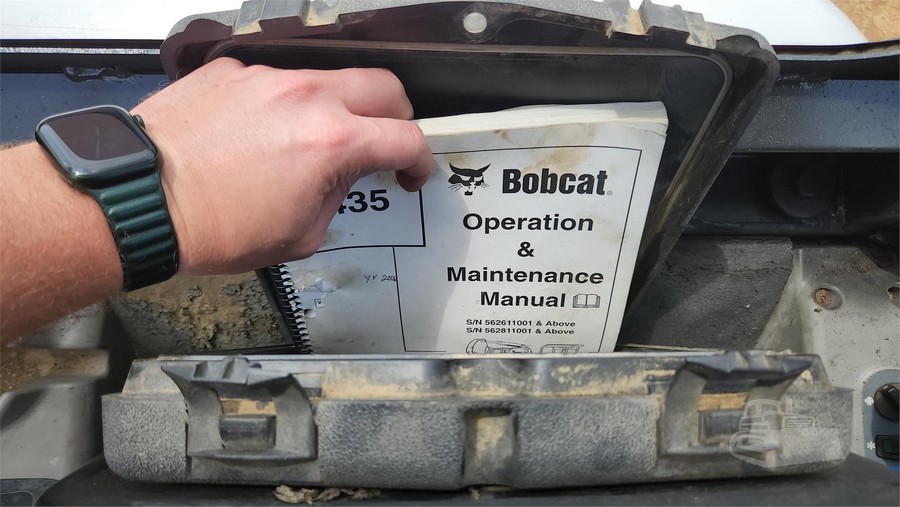 435
Bobcat
Operation
&
Maintenance
Manual
S/N 562611001 & Above
S/N 562811001 & Above